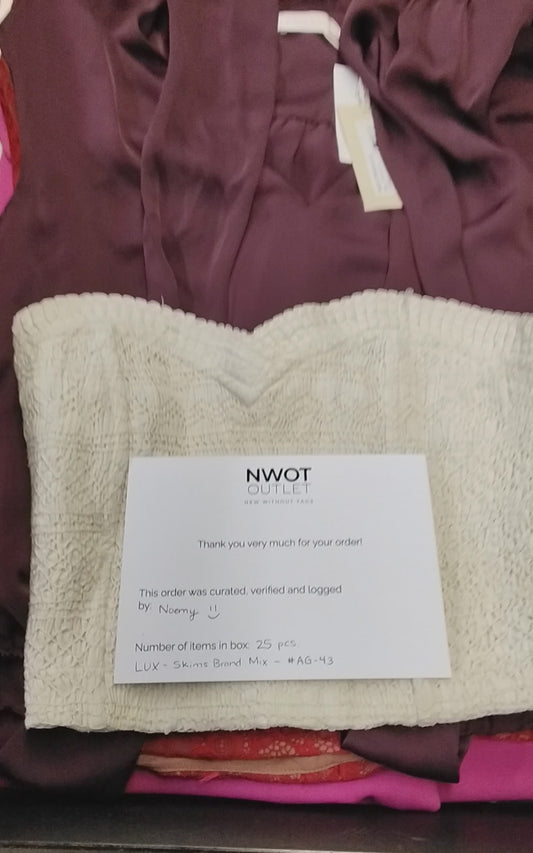 NWOT
OUTLET
NEW WITHOUT TAGS
Thank you very much for your order!
This order was curated, verified and logged
by: Noemy
Number of items in box: 25 pcs.
LUX - Skims Brand Mix - #AG-43